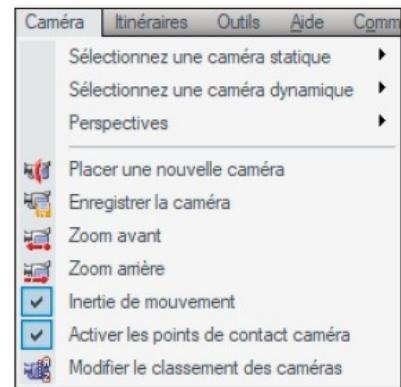 Caméra Itinéraires Outils Aide Comm
Sélectionnez une caméra statique
Sélectionnez une caméra dynamique
Perspectives
Placer une nouvelle caméra
Enregistrer la caméra
Zoom avant
Zoom arrière
Inertie de mouvement
Activer les points de contact caméra
Modifier le classement des caméras